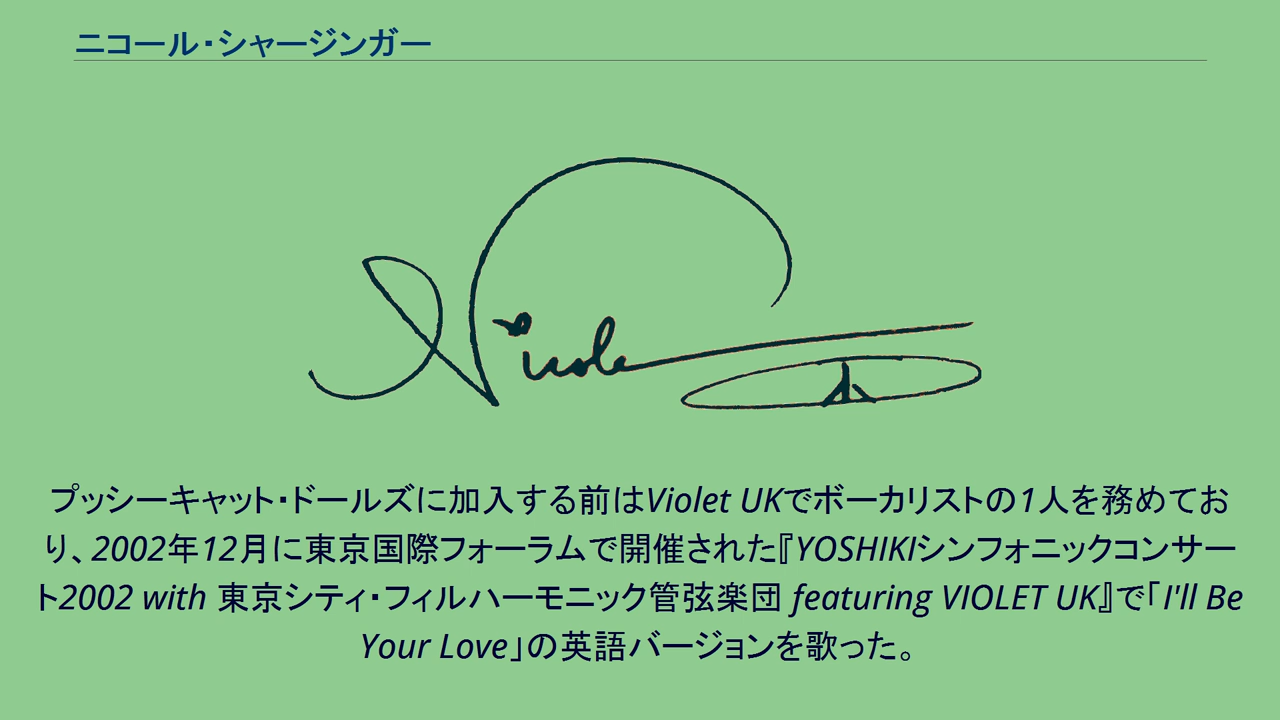 ニコール・シャージンガー
Nicole
プッシーキャット・ドールズに加入する前はViolet UKでボーカリストの1人を務めてお
り、2002年12月に東京国際フォーラムで開催された『YOSHIKIシンフォニックコンサー
ト2002 with 東京シティ・フィルハーモニック管弦楽団 featuring VIOLET UK』で「I'll Be
Your Love」の英語バージョンを歌った。